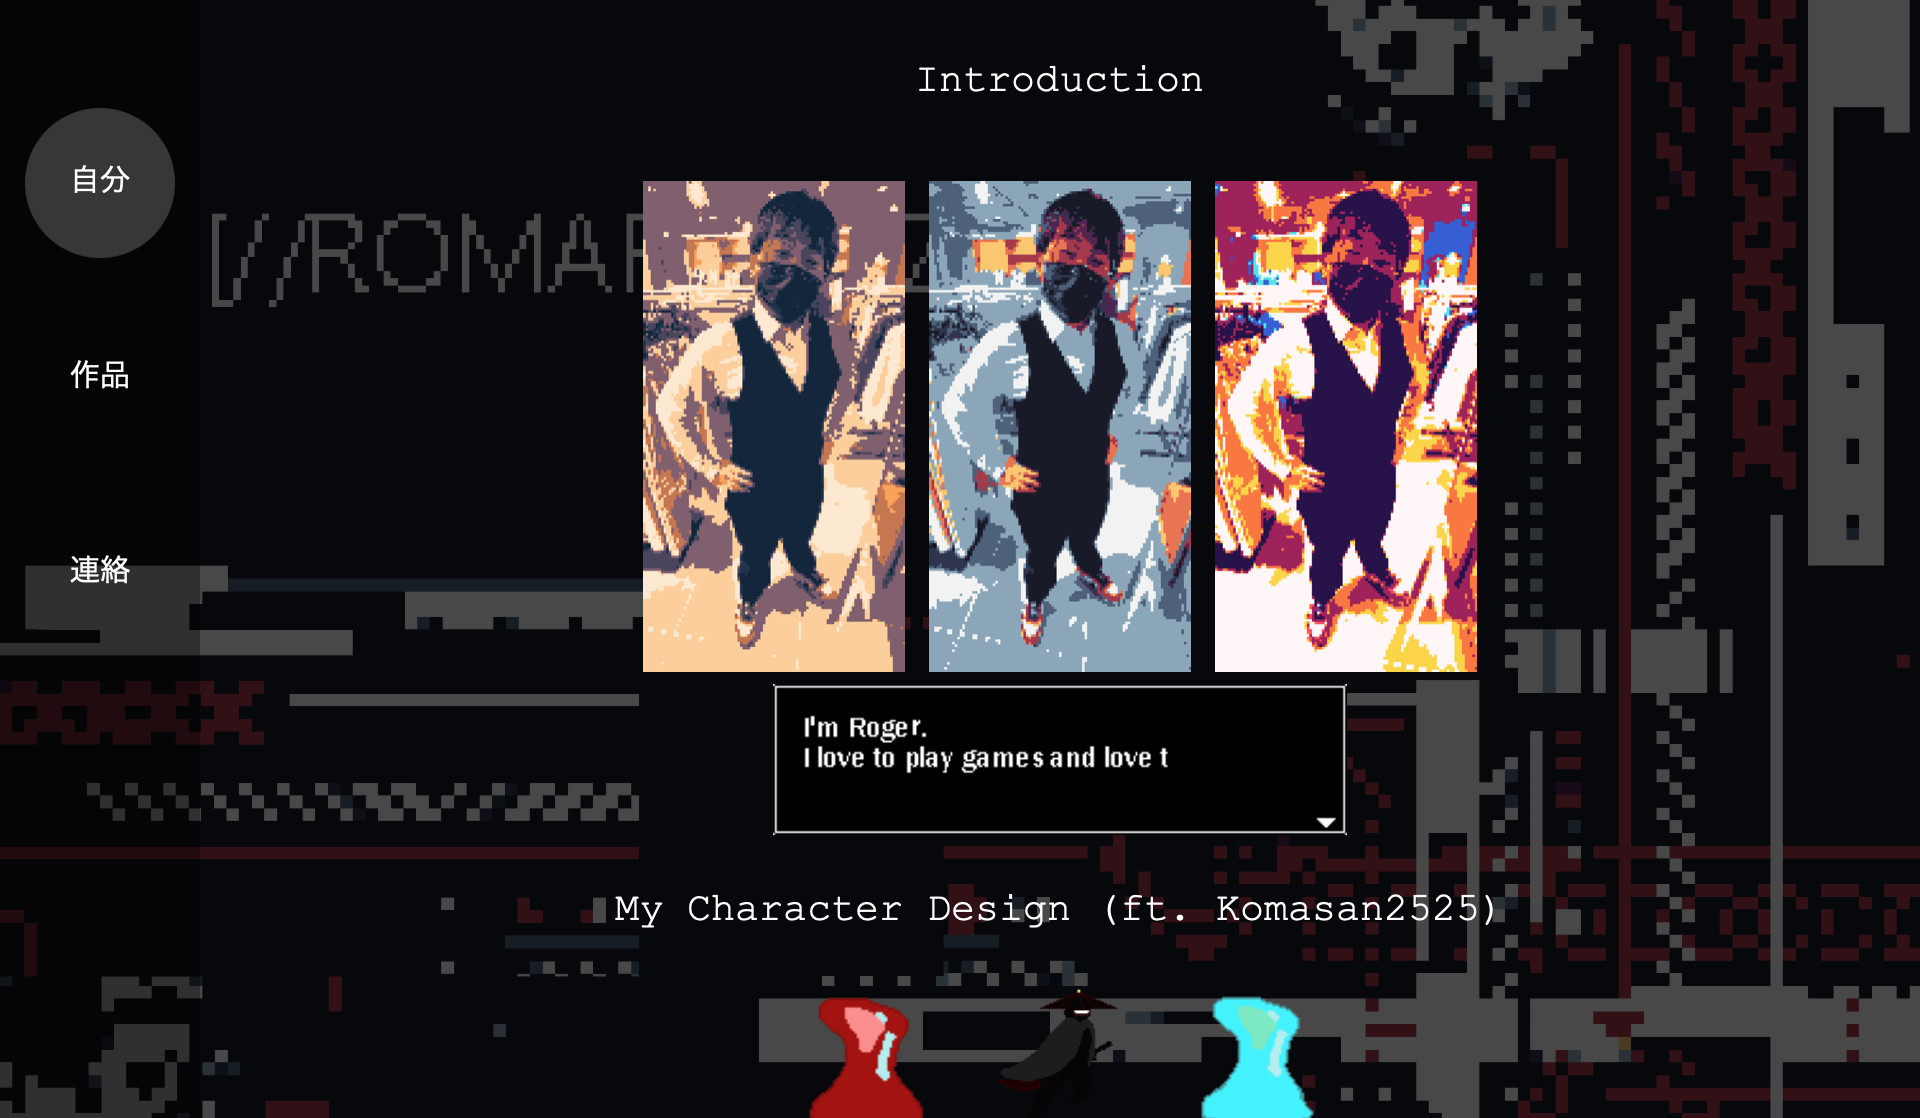 Introduction
自分
作品
連絡
[//ROMA
I'm Roger.
I love to play games and love t
My Character Design (ft. Komasan2525)